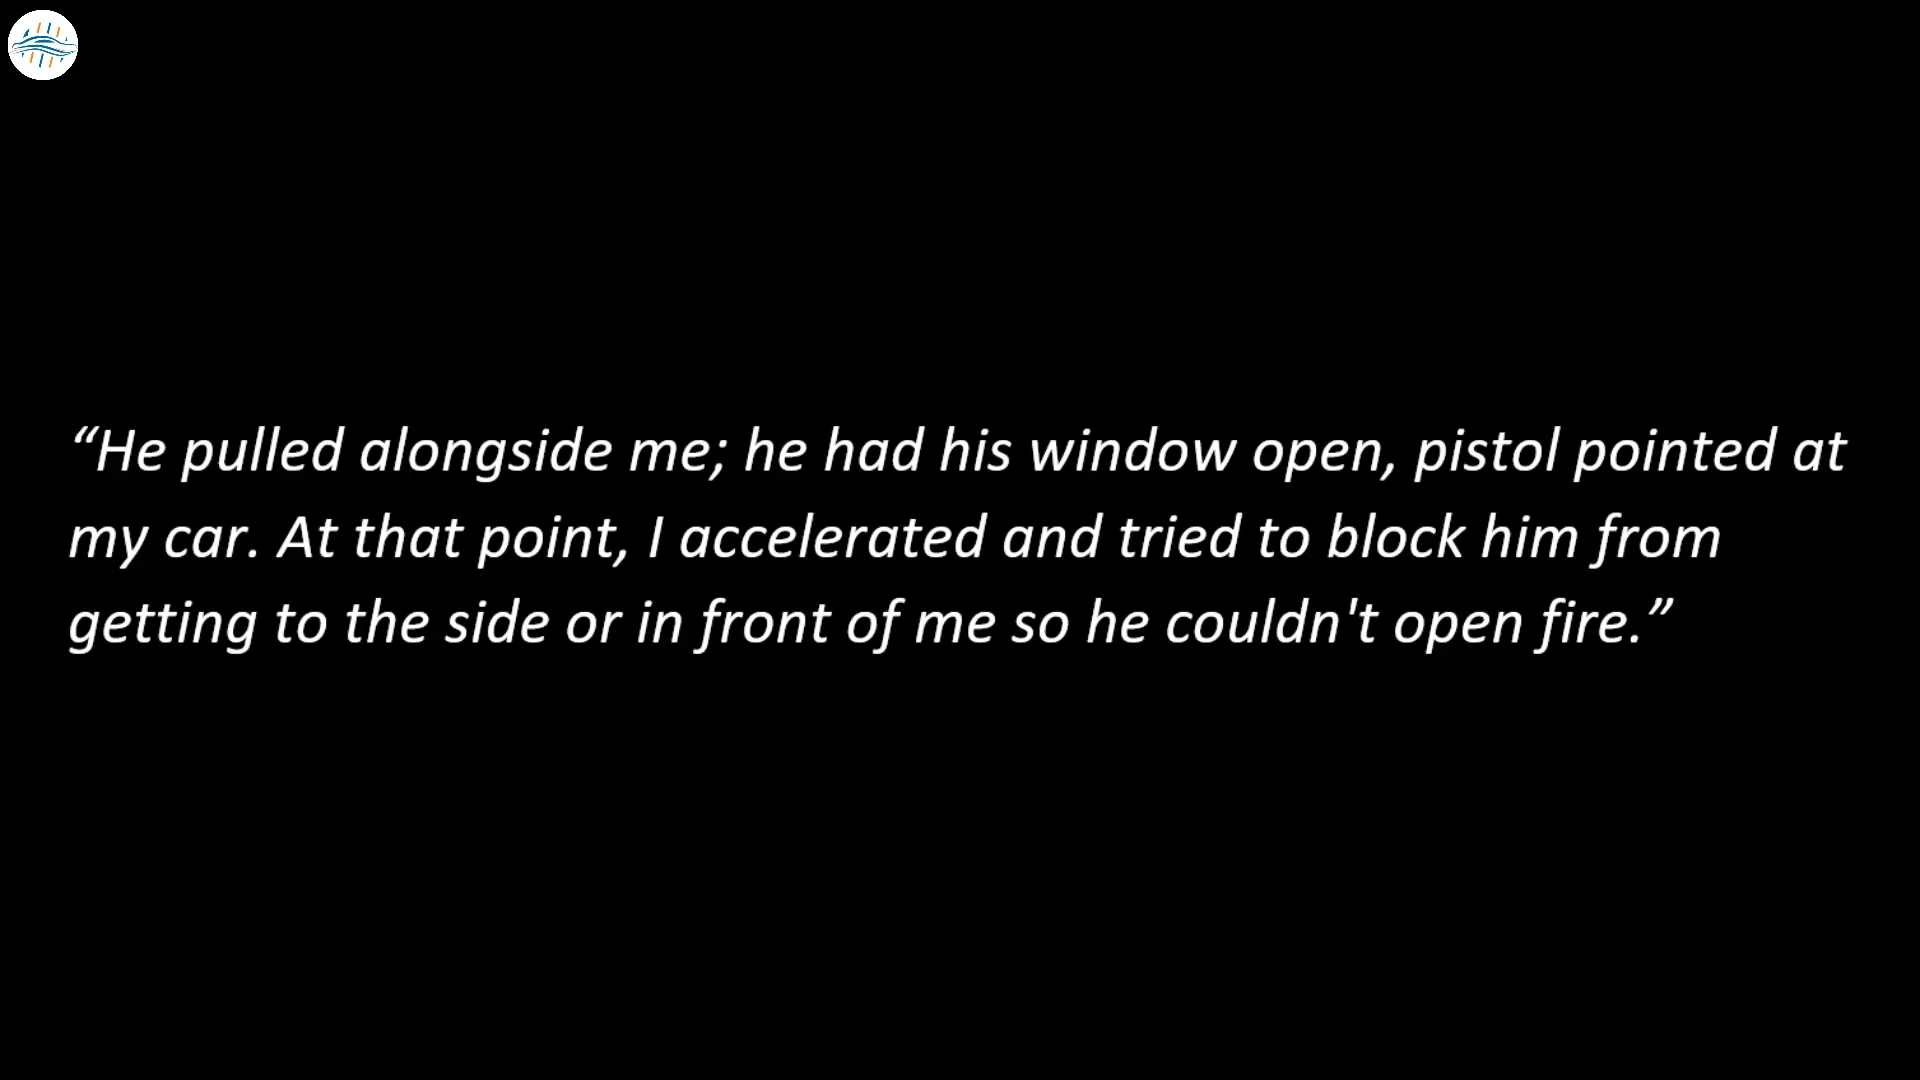 “He pulled alongside me; he had his window open, pistol pointed at
my car. At that point, I accelerated and tried to block him from
getting to the side or in front of me so he couldn't open fire.”